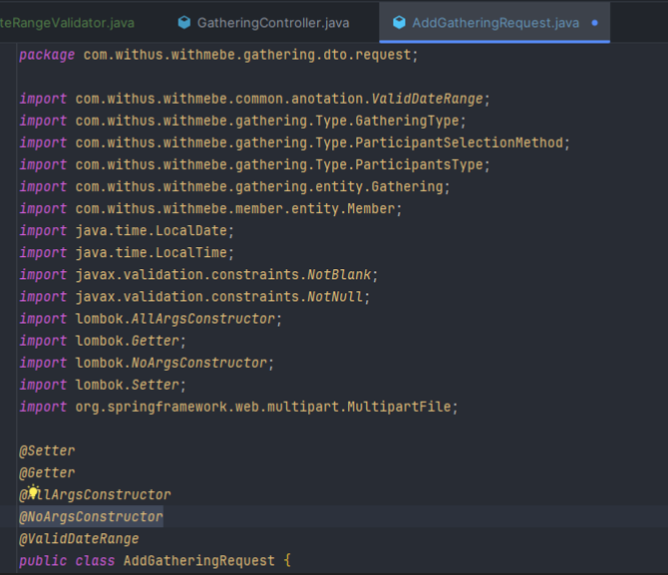 teRangeValidator.java GatheringController.java AddGatheringRequest.java
package com.withus.withmebe.gathering.dto.request;
import com.withus.withmebe.common.anotation.ValidDateRange;
import com.withus.withmebe.gathering.Type.GatheringType;
import com.withus.withmebe.gathering.Type.ParticipantSelectionMethod;
import com.withus.withmebe.gathering.Type.ParticipantsType;
import com.withus.withmebe.gathering.entity.Gathering;
import com.withus.withmebe.member.entity.Member;
import java.time.LocalDate;
import java.time.LocalTime;
import javax.validation.constraints.NotBlank;
import javax.validation.constraints.NotNull;
import lombok.AllArgsConstructor;
import lombok.Getter;
import lombok.NoArgsConstructor;
import lombok.Setter;
import org.springframework.web.multipart.MultipartFile;
@Setter
@Getter
@AllArgsConstructor
@NoArgsConstructor
@ValidDateRange
public class AddGatheringRequest {